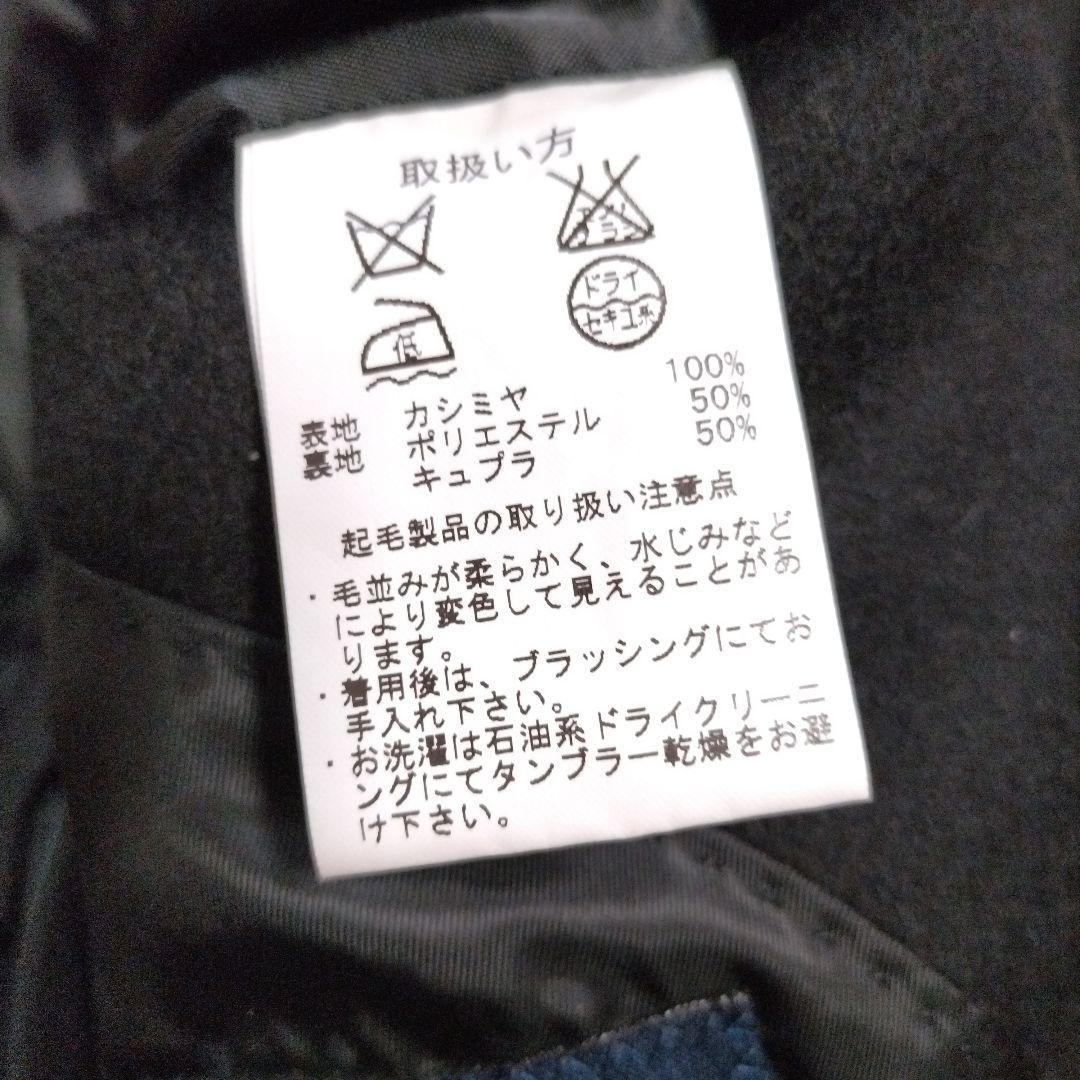 取扱い方
エンソ
サラシ
低
ドライ
セキユ系
表地 カシミヤ 100%
裏地 ポリエステル 50%
キュプラ 50%
起毛製品の取り扱い注意点
・毛並みが柔らかく、水じみなど
により変色して見えることがあ
ります。
・着用後は、ブラッシングにてお
手入れ下さい。
・お洗濯は石油系ドライクリーニ
ングにてタンブラー乾燥をお避
け下さい。